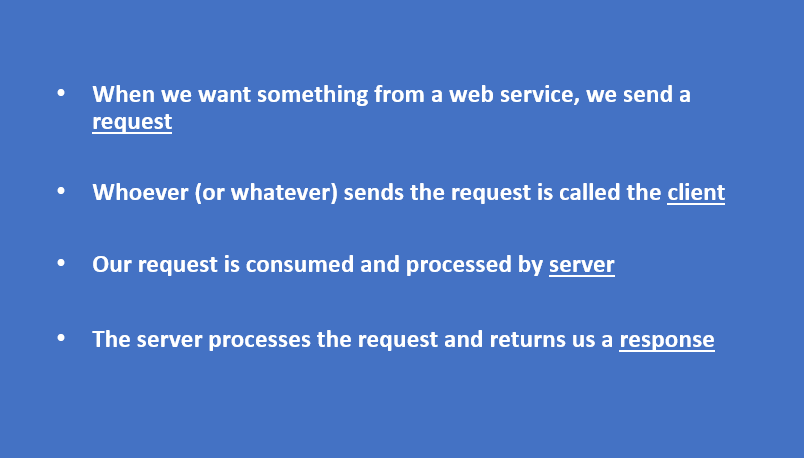 • When we want something from a web service, we send a
request
• Whoever (or whatever) sends the request is called the client
• Our request is consumed and processed by server
• The server processes the request and returns us a response